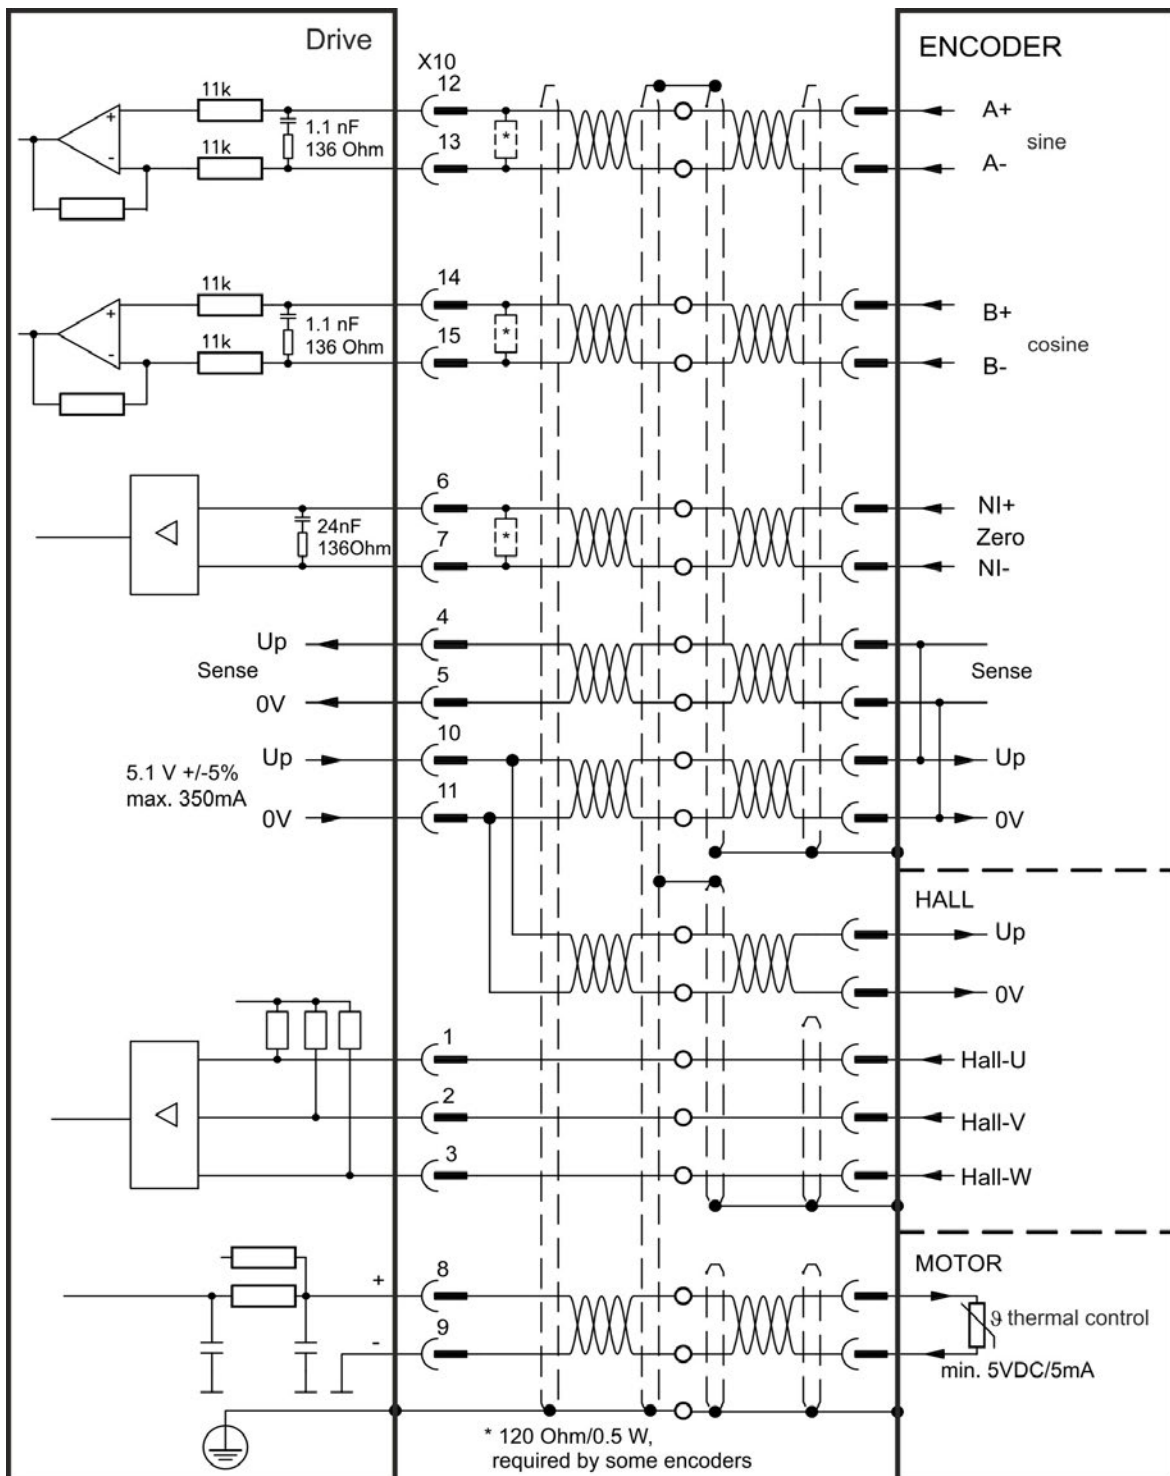 Drive
X10
ENCODER
12
11k
A+
+
1.1 nF
*
sine
136 Ohm
13
11k
-
A-
14
11k
B+
+
1.1 nF
*
cosine
136 Ohm
15
11k
-
B-
6
NI+
24nF
*
Zero
136Ohm
7
NI-
4
Up
Sense
Sense
5
0V
10
Up
Up
5.1 V +/-5%
max. 350mA
11
0V
0V
HALL
Up
0V
1
Hall-U
2
Hall-V
3
Hall-W
MOTOR
8
+
ϑ thermal control
9
-
min. 5VDC/5mA
* 120 Ohm/0.5 W,
required by some encoders